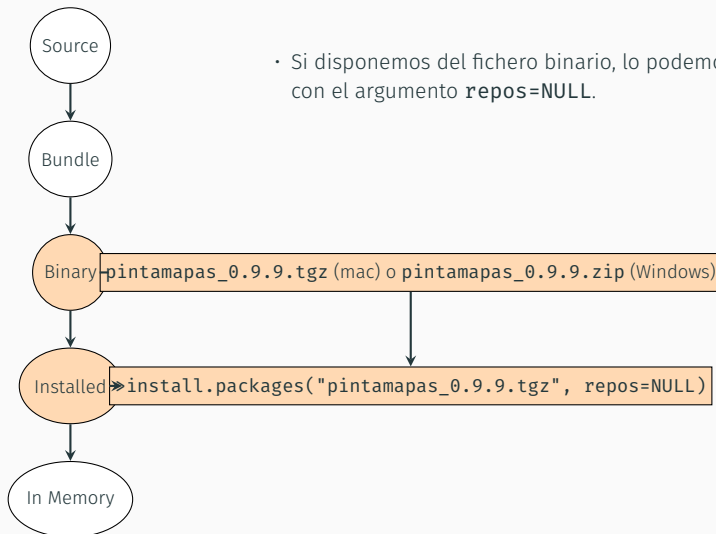 Source
· Si disponemos del fichero binario, lo podemo
con el argumento repos=NULL.
Bundle
Binary
pintamapas_0.9.9.tgz (mac) o pintamapas_0.9.9.zip (Windows)
Installed
install.packages("pintamapas_0.9.9.tgz", repos=NULL)
In Memory